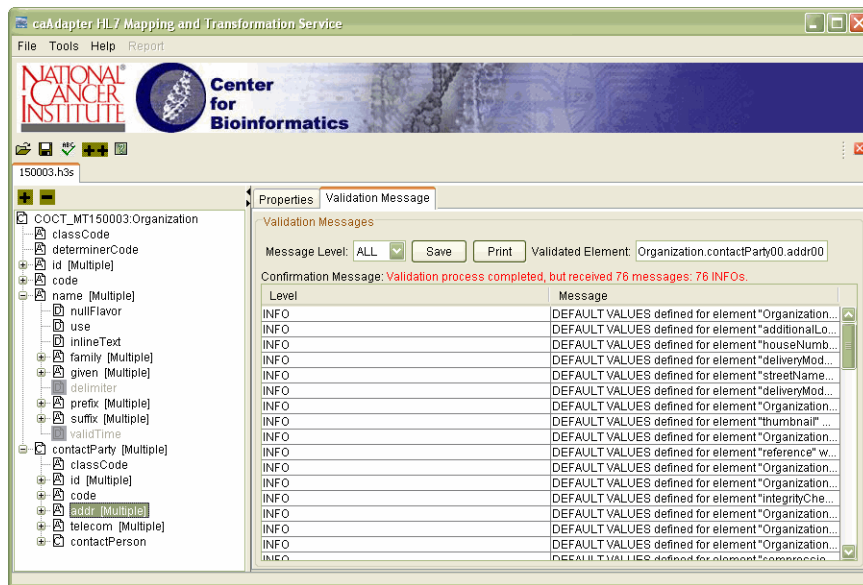 caAdapter HL7 Mapping and Transformation Service
File Tools Help Report
NATIONAL
CANCER
INSTITUTE
Center
for
Bioinformatics
150003.h3s
Properties Validation Message
COCT_MT150003:Organization
classCode
determinerCode
id [Multiple]
code
name [Multiple]
nullFlavor
use
inlineText
family [Multiple]
given [Multiple]
delimiter
prefix [Multiple]
suffix [Multiple]
validTime
contactParty [Multiple]
classCode
id [Multiple]
code
addr [Multiple]
telecom [Multiple]
contactPerson
Validation Messages
Message Level: ALL Save Print Validated Element: Organization.contactParty00.addr00
Confirmation Message: Validation process completed, but received 76 messages: 76 INFOs.
Level Message
INFO DEFAULT VALUES defined for element "Organization...
INFO DEFAULT VALUES defined for element "additionalLo...
INFO DEFAULT VALUES defined for element "houseNumb...
INFO DEFAULT VALUES defined for element "deliveryMod...
INFO DEFAULT VALUES defined for element "streetName...
INFO DEFAULT VALUES defined for element "deliveryMod...
INFO DEFAULT VALUES defined for element "Organization...
INFO DEFAULT VALUES defined for element "thumbnail" ...
INFO DEFAULT VALUES defined for element "Organization...
INFO DEFAULT VALUES defined for element "reference" w...
INFO DEFAULT VALUES defined for element "Organization...
INFO DEFAULT VALUES defined for element "integrityChe...
INFO DEFAULT VALUES defined for element "Organization...
INFO DEFAULT VALUES defined for element "Organization...
INFO DEFAULT VALUES defined for element "Organization...
INFO DEFAULT VALUES defined for element "compressio...